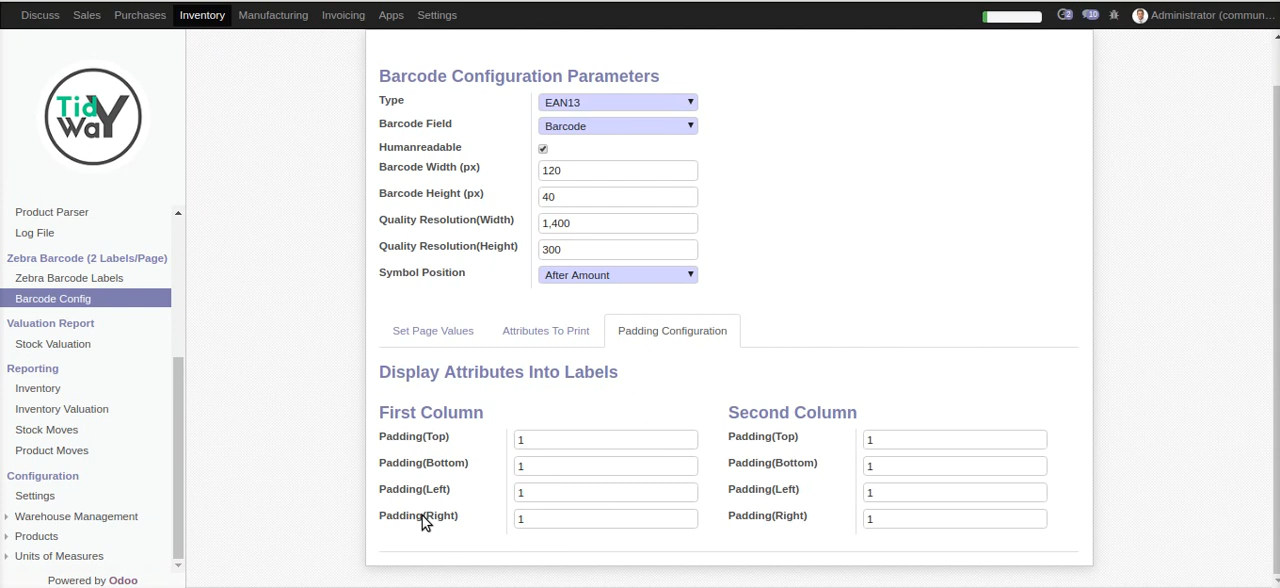 Discuss Sales Purchases Inventory Manufacturing Invoicing Apps Settings 2 10 Administrator (commun...
Tidy Way
Product Parser
Log File
Zebra Barcode (2 Labels/Page)
Zebra Barcode Labels
Barcode Config
Valuation Report
Stock Valuation
Reporting
Inventory
Inventory Valuation
Stock Moves
Product Moves
Configuration
Settings
Warehouse Management
Products
Units of Measures
Powered by Odoo
Barcode Configuration Parameters
Type EAN13
Barcode Field Barcode
Humanreadable
Barcode Width (px) 120
Barcode Height (px) 40
Quality Resolution(Width) 1,400
Quality Resolution(Height) 300
Symbol Position After Amount
Set Page Values Attributes To Print Padding Configuration
Display Attributes Into Labels
First Column Second Column
Padding(Top) 1 Padding(Top) 1
Padding(Bottom) 1 Padding(Bottom) 1
Padding(Left) 1 Padding(Left) 1
Padding(Right) 1 Padding(Right) 1